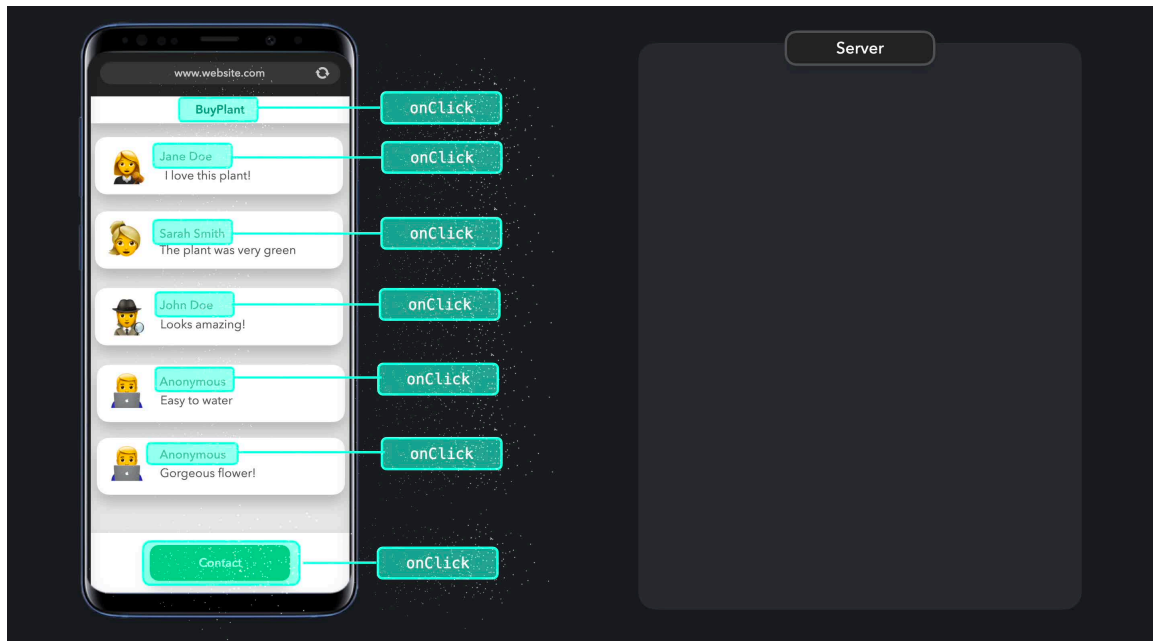 Server
www.website.com
BuyPlant
onClick
Jane Doe
onClick
I love this plant!
Sarah Smith
onClick
The plant was very green
John Doe
onClick
Looks amazing!
Anonymous
onClick
Easy to water
Anonymous
onClick
Gorgeous flower!
Contact
onClick